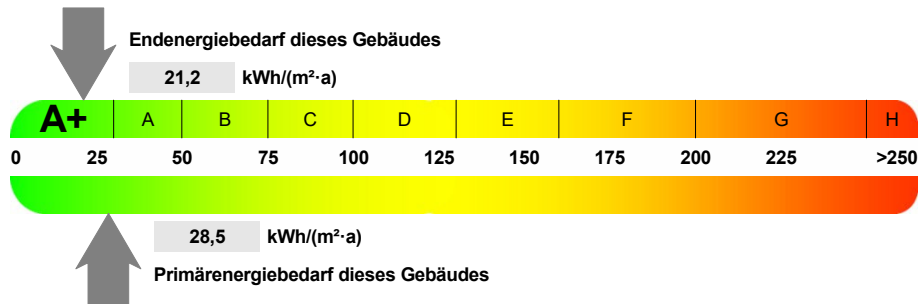 Endenergiebedarf dieses Gebäudes
21,2 kWh/(m²·a)
A+ A B C D E F G H
0 25 50 75 100 125 150 175 200 225 >250
28,5 kWh/(m²·a)
Primärenergiebedarf dieses Gebäudes